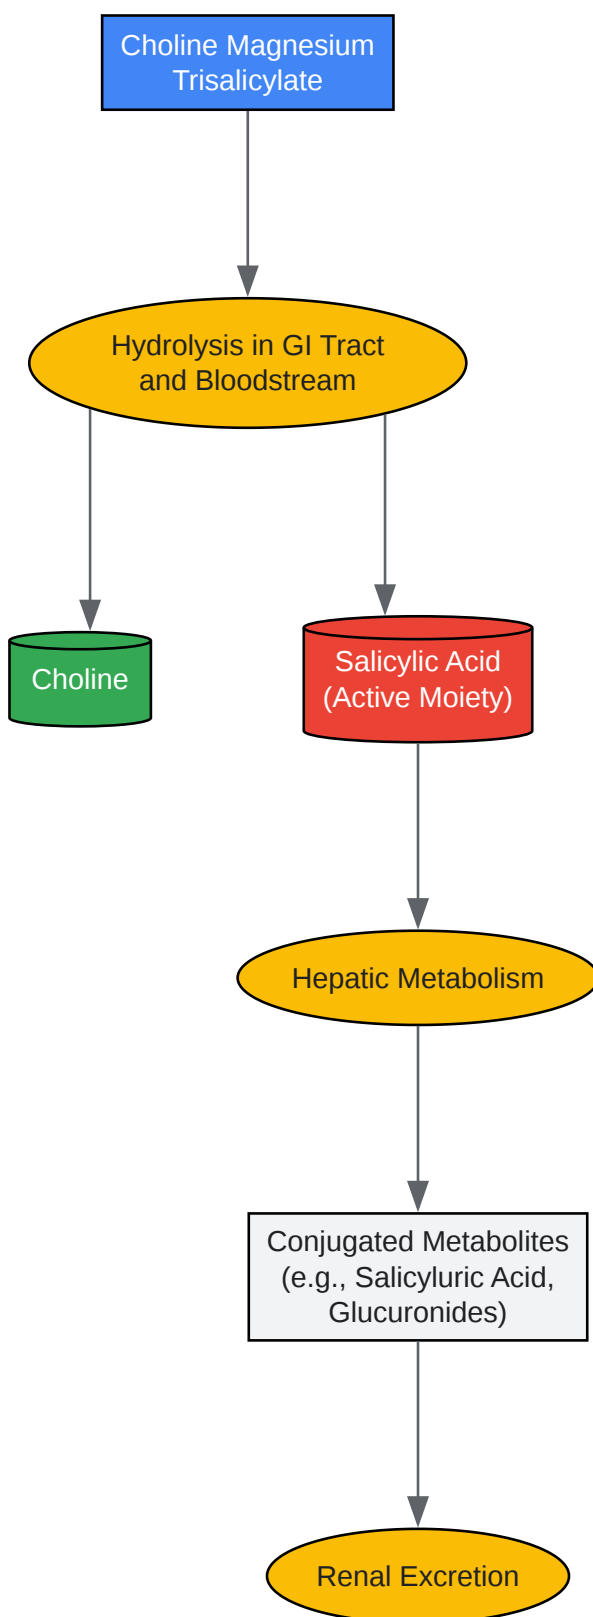 Choline Magnesium
Trisalicylate
Hydrolysis in GI Tract
and Bloodstream
Choline
Salicylic Acid
(Active Moiety)
Hepatic Metabolism
Conjugated Metabolites
(e.g., Salicyluric Acid,
Glucuronides)
Renal Excretion